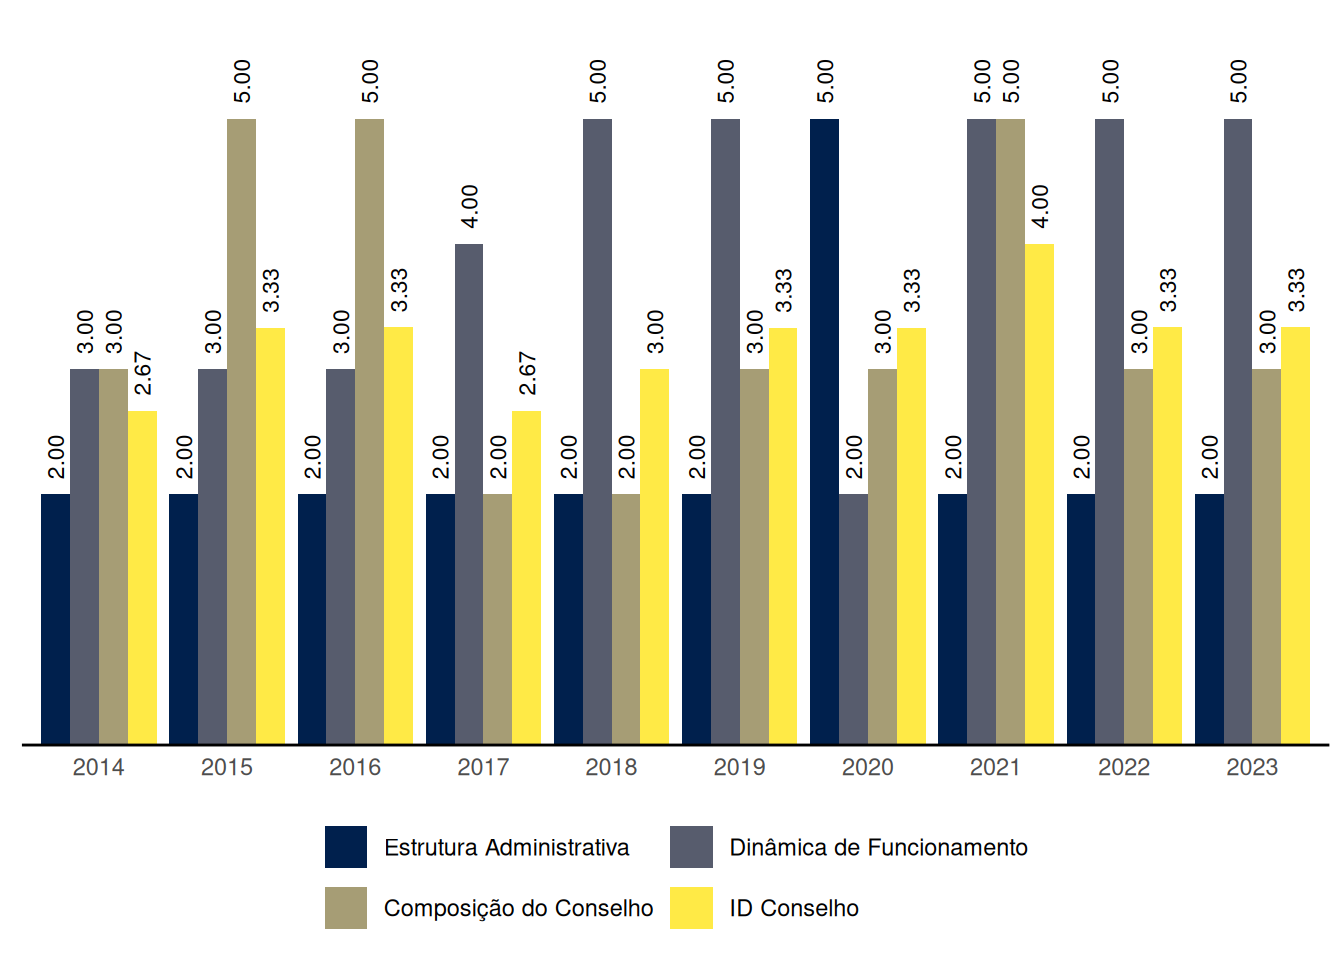 2.00 3.00 3.00 2.67 2.00 3.00 5.00 3.33 2.00 3.00 5.00 3.33 2.00 4.00 2.00 2.67 2.00 5.00 2.00 3.00 2.00 5.00 3.00 3.33 5.00 2.00 3.00 3.33 2.00 5.00 5.00 4.00 2.00 5.00 3.00 3.33 2.00 5.00 3.00 3.33
2014 2015 2016 2017 2018 2019 2020 2021 2022 2023
Estrutura Administrativa Dinâmica de Funcionamento
Composição do Conselho ID Conselho